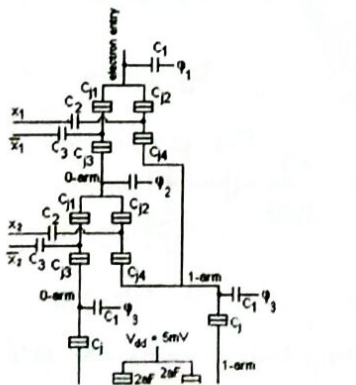 electron entry
C1
φ1
Cj1
Cj2
x1
C2
x̄1
C3
Cj3
Cj4
0-arm
φ2
Cj1
Cj2
x2
C2
x̄2
C3
Cj3
Cj4
0-arm
1-arm
C1
φ3
C1
φ3
Cj
Vdd = 5mV
Cj
2aF
2aF
1-arm